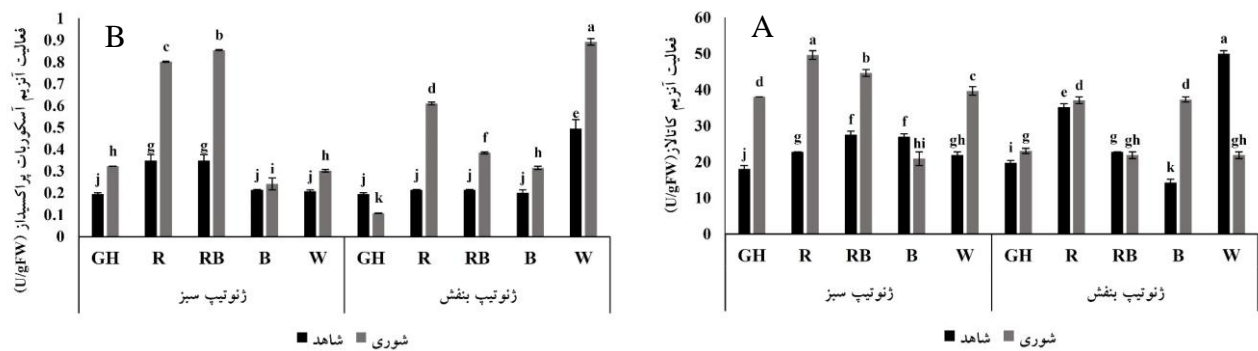 B
فعالیت آنزیم آسکوربات پراکسیداز (U/gFW)
1
0.9
0.8
0.7
0.6
0.5
0.4
0.3
0.2
0.1
0
j h g c g b j i j h j k j d j f j h e a
GH R RB B W GH R RB B W
ژنوتیپ سبز ژنوتیپ بنفش
شاهد شوری
A
فعالیت آنزیم کاتالاز(U/gFW)
60
50
40
30
20
10
0
j d g a f b f hi gh c i g e d g gh k d a gh
GH R RB B W GH R RB B W
ژنوتیپ سبز ژنوتیپ بنفش
شاهد شوری